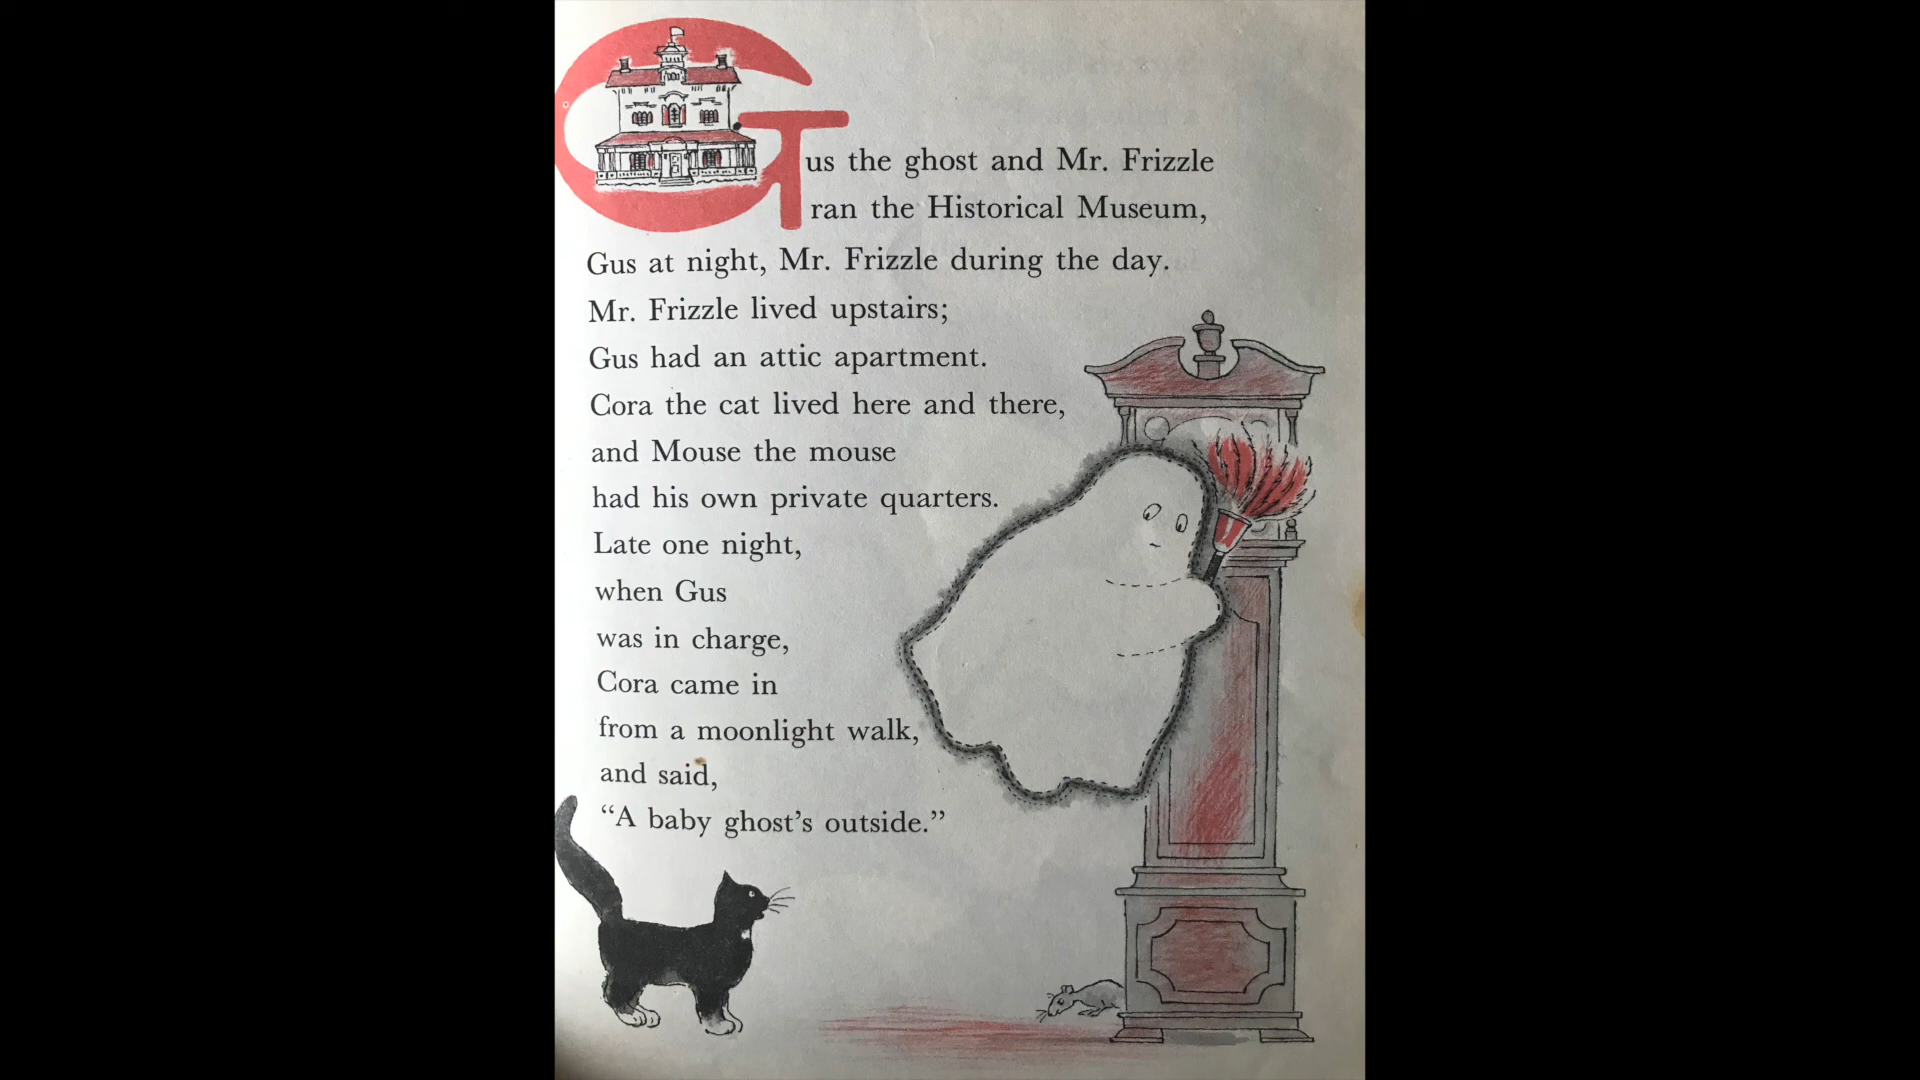 Gus the ghost and Mr. Frizzle
ran the Historical Museum,
Gus at night, Mr. Frizzle during the day.
Mr. Frizzle lived upstairs;
Gus had an attic apartment.
Cora the cat lived here and there,
and Mouse the mouse
had his own private quarters.
Late one night,
when Gus
was in charge,
Cora came in
from a moonlight walk,
and said,
“A baby ghost’s outside.”